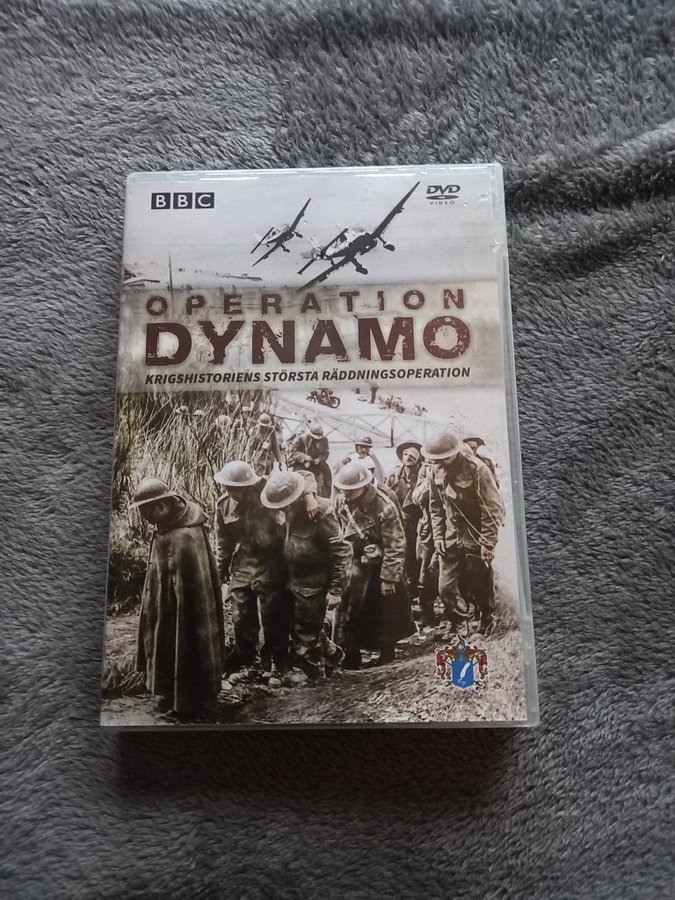 BBC
DVD
VIDEO
OPERATION
DYNAMO
KRIGSHISTORIENS STÖRSTA RÄDDNINGSOPERATION